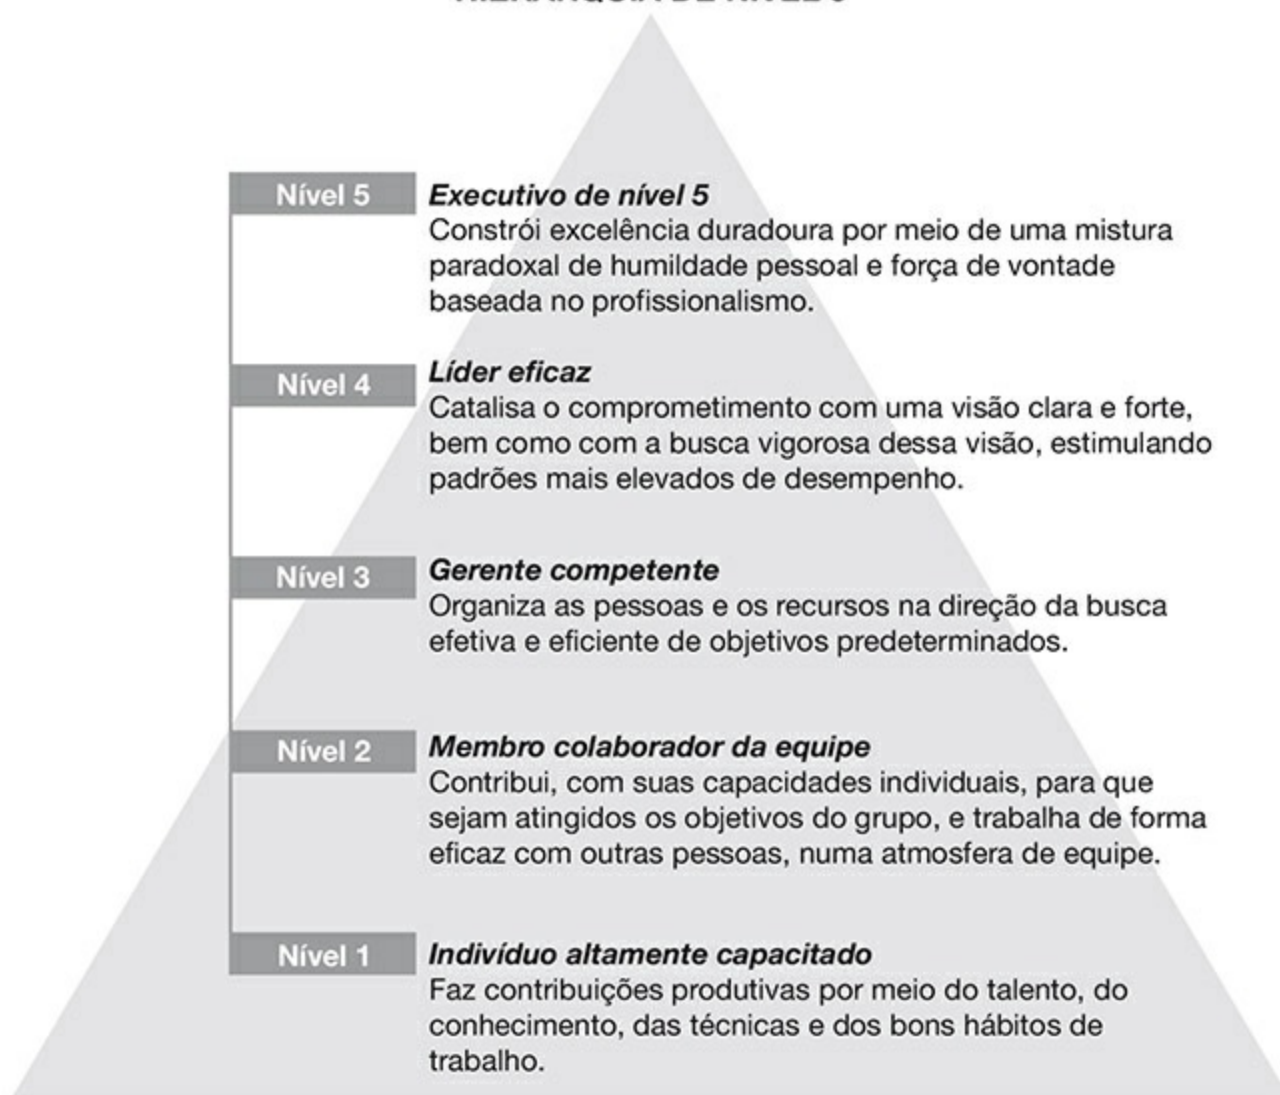 Nível 5
Executivo de nível 5
Constrói excelência duradoura por meio de uma mistura
paradoxal de humildade pessoal e força de vontade
baseada no profissionalismo.
Nível 4
Líder eficaz
Catalisa o comprometimento com uma visão clara e forte,
bem como com a busca vigorosa dessa visão, estimulando
padrões mais elevados de desempenho.
Nível 3
Gerente competente
Organiza as pessoas e os recursos na direção da busca
efetiva e eficiente de objetivos predeterminados.
Nível 2
Membro colaborador da equipe
Contribui, com suas capacidades individuais, para que
sejam atingidos os objetivos do grupo, e trabalha de forma
eficaz com outras pessoas, numa atmosfera de equipe.
Nível 1
Indivíduo altamente capacitado
Faz contribuições produtivas por meio do talento, do
conhecimento, das técnicas e dos bons hábitos de
trabalho.